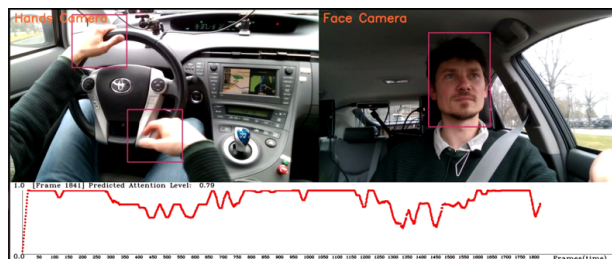 Hands Camera
Face Camera
1.0 [Frame 1841] Predicted Attention Level: 0.79
0.0 50 100 150 200 250 300 350 400 450 500 550 600 650 700 750 800 850 900 950 1000 1050 1100 1150 1200 1250 1300 1350 1400 1450 1500 1550 1600 1650 1700 1750 1800 Frames(time)